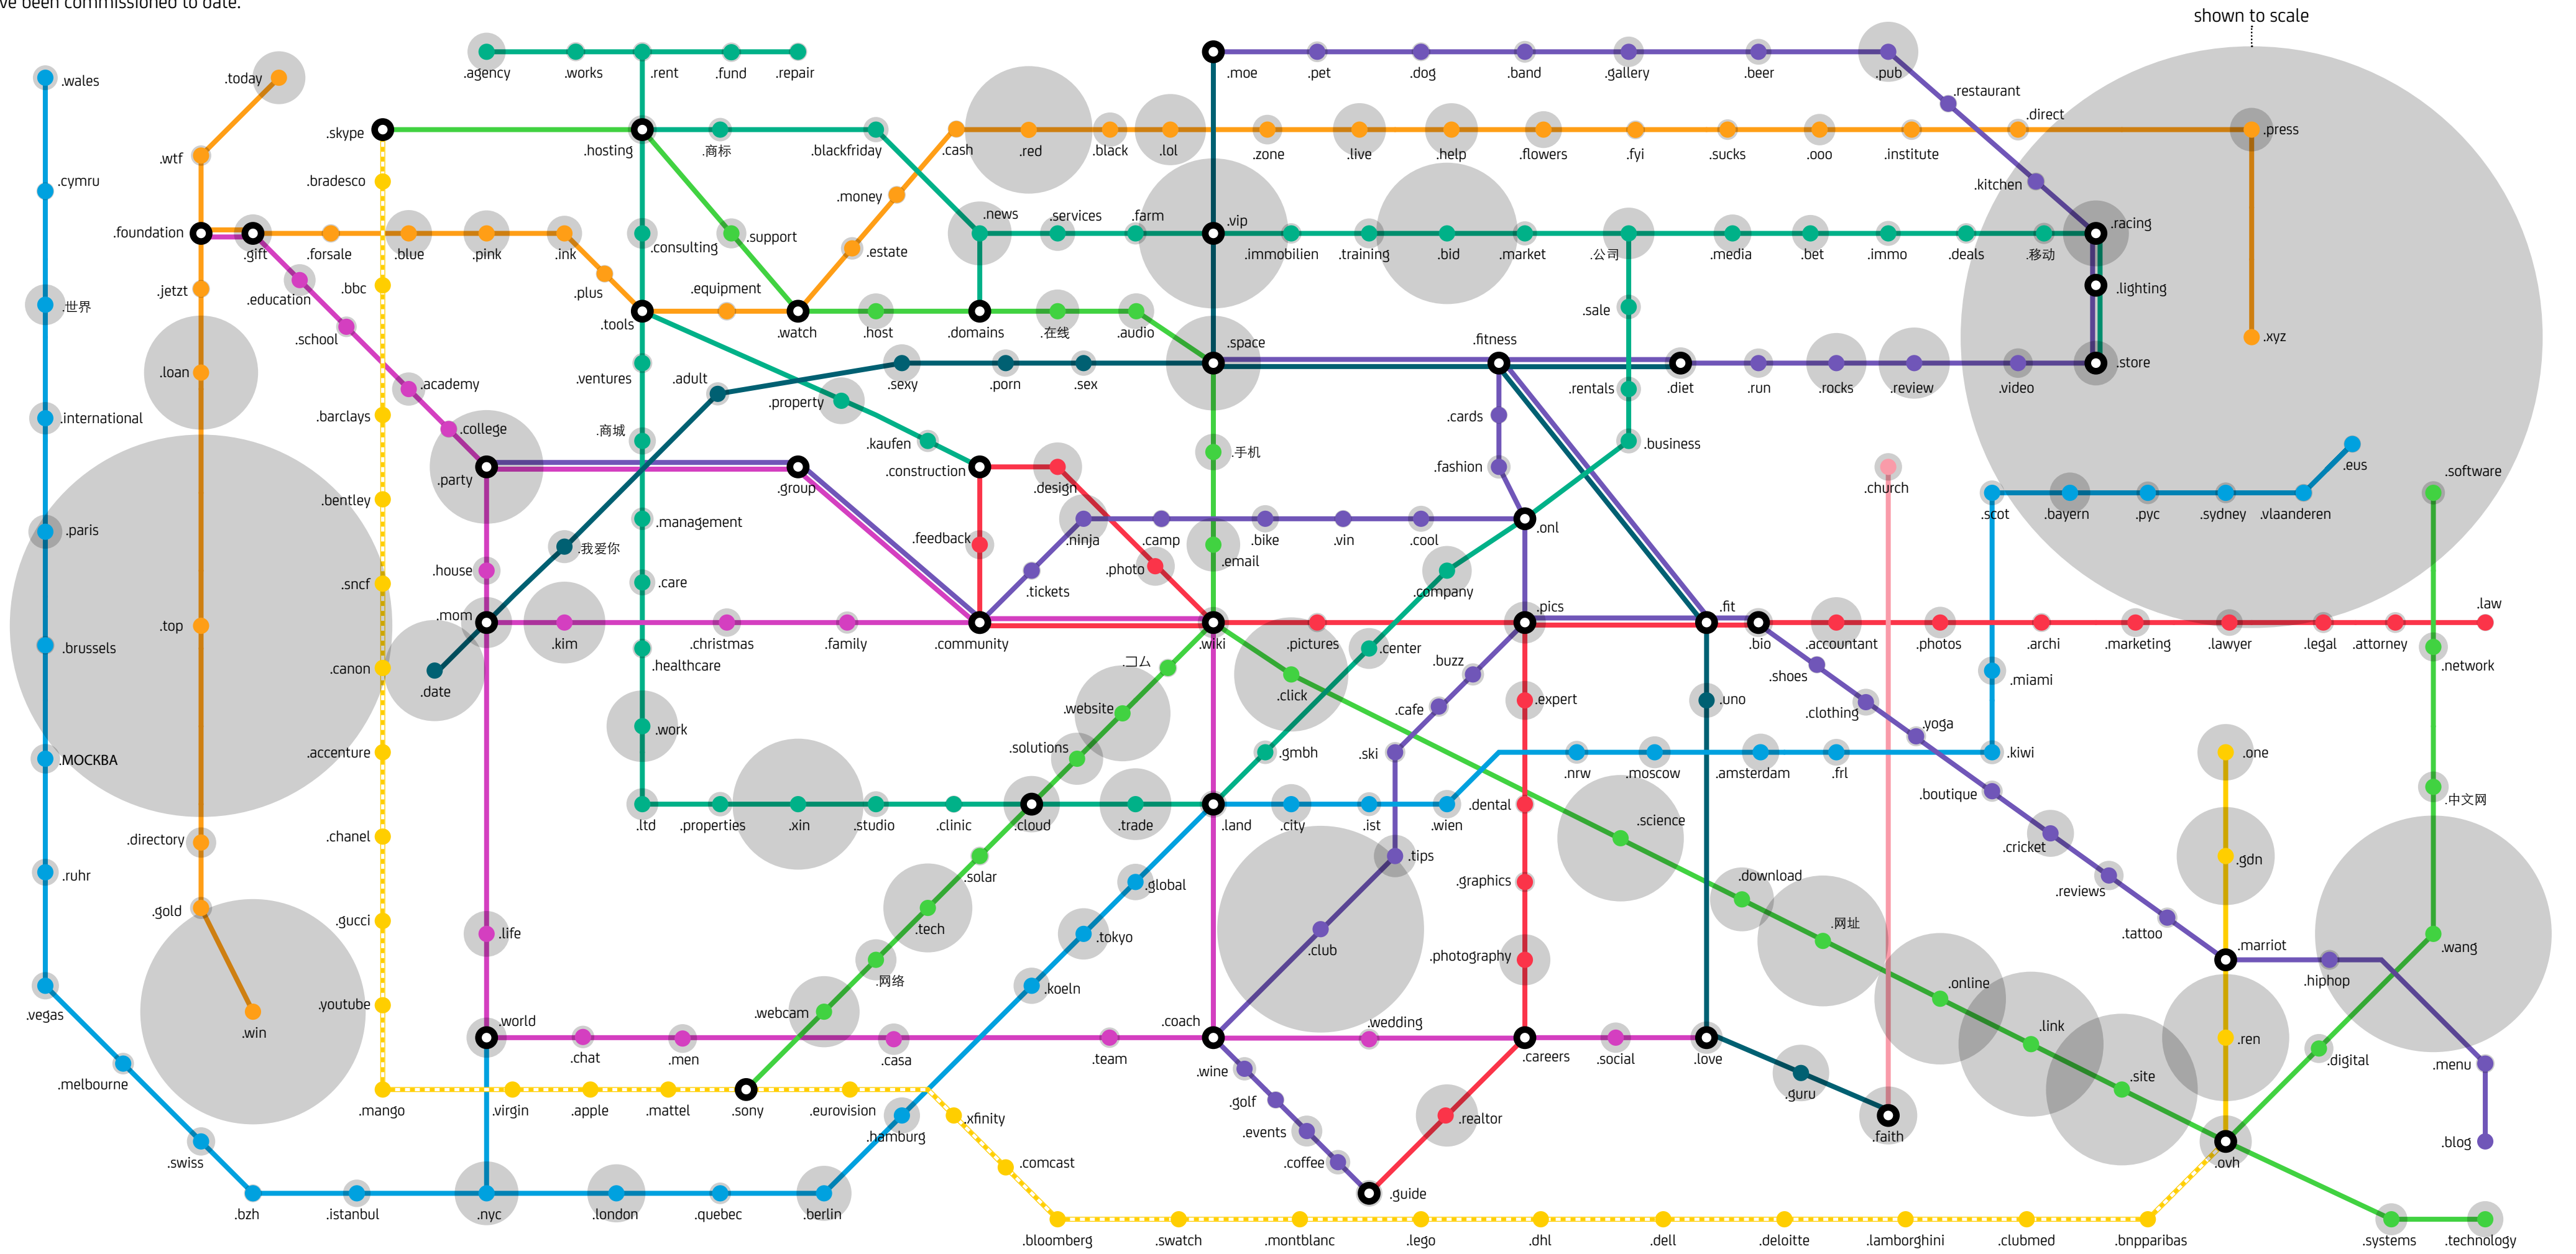 ve been commissioned to date.
shown to scale
.agency
.works
.rent
.fund
.repair
.moe
.pet
.dog
.band
.gallery
.beer
.pub
.wales
.today
.restaurant
.direct
.skype
.hosting
.商标
.blackfriday
.cash
.red
.black
.lol
.zone
.live
.help
.flowers
.fyi
.sucks
.ooo
.institute
.press
.wtf
.cymru
.bradesco
.money
.kitchen
.foundation
.gift
.forsale
.blue
.pink
.ink
.consulting
.support
.estate
.news
.services
.farm
.vip
.immobilien
.training
.bid
.market
.公司
.media
.bet
.immo
.deals
.移动
.racing
.jetzt
.education
.bbc
.plus
.equipment
.lighting
.世界
.school
.tools
.watch
.host
.domains
.在线
.audio
.space
.fitness
.sale
.xyz
.loan
.academy
.ventures
.adult
.property
.sexy
.porn
.sex
.rentals
.diet
.run
.rocks
.review
.video
.store
.international
.barclays
.college
.商城
.kaufen
.手机
.cards
.business
.party
.group
.construction
.design
.fashion
.church
.eus
.software
.paris
.bentley
.management
.我爱你
.feedback
.ninja
.camp
.bike
.vin
.cool
.onl
.scot
.bayern
.pyc
.sydney
.vlaanderen
.house
.sncf
.care
.tickets
.photo
.email
.company
.top
.brussels
.mom
.kim
.christmas
.family
.community
.wiki
.pictures
.pics
.fit
.bio
.accountant
.photos
.archi
.marketing
.lawyer
.legal
.attorney
.law
.canon
.date
.healthcare
.コム
.click
.center
.buzz
.shoes
.miami
.network
.work
.website
.cafe
.expert
.uno
.clothing
.yoga
.МОСКВА
.accenture
.solutions
.gmbh
.ski
.nrw
.moscow
.amsterdam
.frl
.kiwi
.one
.ltd
.properties
.xin
.studio
.clinic
.cloud
.trade
.land
.city
.ist
.wien
.dental
.boutique
.中文网
.directory
.chanel
.science
.cricket
.ruhr
.solar
.global
.tips
.graphics
.download
.reviews
.gdn
.gold
.gucci
.life
.tech
.tokyo
.club
.网址
.tattoo
.marriot
.wang
.win
.youtube
.网络
.koeln
.photography
.online
.hiphop
.vegas
.world
.webcam
.coach
.wedding
.careers
.social
.love
.link
.ren
.digital
.chat
.men
.casa
.team
.melbourne
.wine
.guru
.site
.menu
.mango
.virgin
.apple
.mattel
.sony
.eurovision
.hamburg
.xfinity
.golf
.realtor
.faith
.swiss
.events
.blog
.comcast
.coffee
.ovh
.bzh
.istanbul
.nyc
.london
.quebec
.berlin
.guide
.bloomberg
.swatch
.montblanc
.lego
.dhl
.dell
.deloitte
.lamborghini
.clubmed
.bnpparibas
.systems
.technology